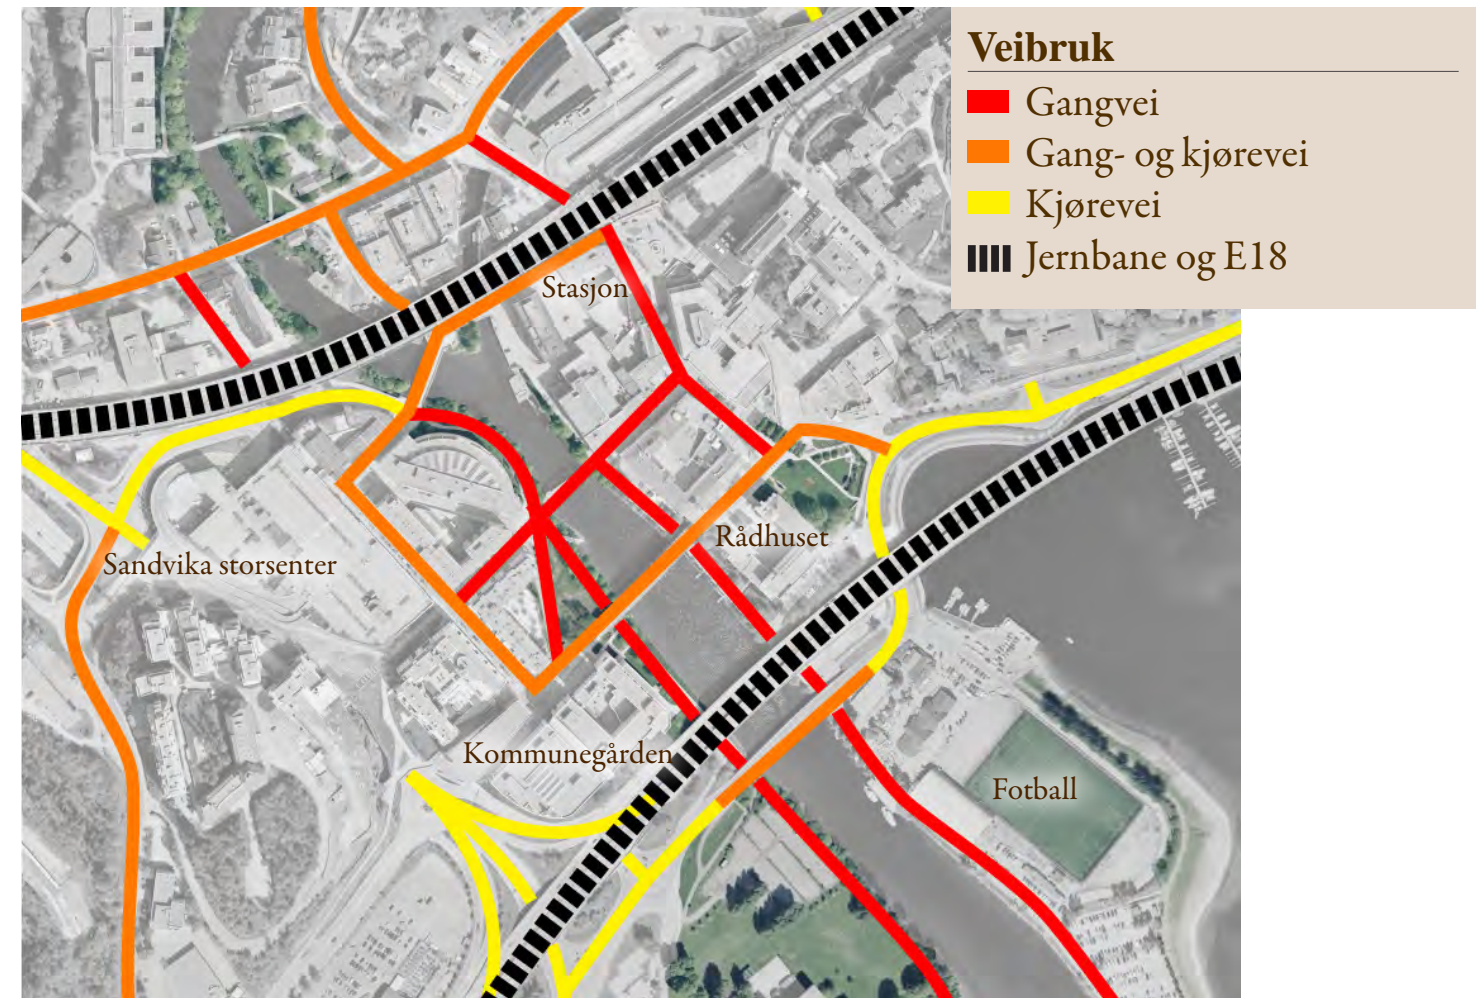 Veibruk
Gangvei
Gang- og kjørevei
Kjørevei
Jernbane og E18
Stasjon
Rådhuset
Sandvika storsenter
Kommunegården
Fotball